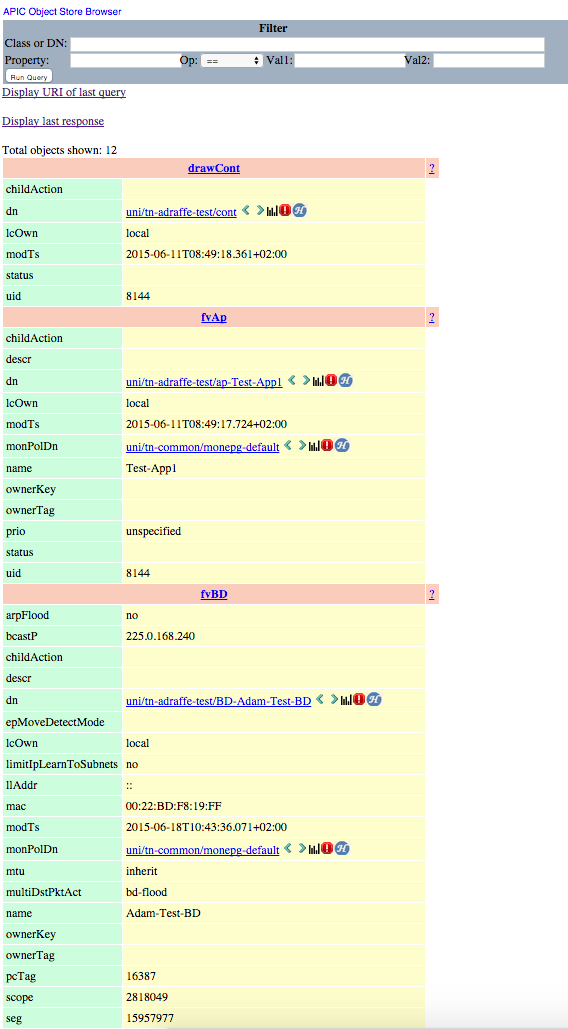 APIC Object Store Browser
Filter
Class or DN:
Property: Op: == Val1: Val2:
Run Query
Display URI of last query
Display last response
Total objects shown: 12
drawCont ?
childAction
dn uni/tn-adraffe-test/cont
lcOwn local
modTs 2015-06-11T08:49:18.361+02:00
status
uid 8144
fvAp ?
childAction
descr
dn uni/tn-adraffe-test/ap-Test-App1
lcOwn local
modTs 2015-06-11T08:49:17.724+02:00
monPolDn uni/tn-common/monepg-default
name Test-App1
ownerKey
ownerTag
prio unspecified
status
uid 8144
fvBD ?
arpFlood no
bcastP 225.0.168.240
childAction
descr
dn uni/tn-adraffe-test/BD-Adam-Test-BD
epMoveDetectMode
lcOwn local
limitIpLearnToSubnets no
llAddr ::
mac 00:22:BD:F8:19:FF
modTs 2015-06-18T10:43:36.071+02:00
monPolDn uni/tn-common/monepg-default
mtu inherit
multiDstPktAct bd-flood
name Adam-Test-BD
ownerKey
ownerTag
pcTag 16387
scope 2818049
seg 15957977